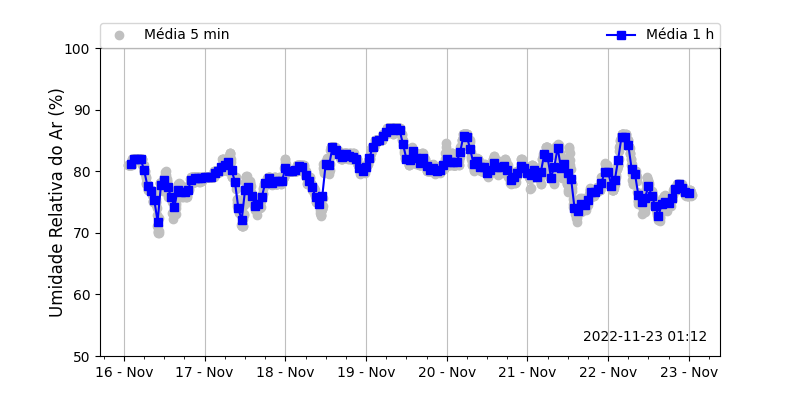 Média 5 min
Média 1 h
Umidade Relativa do Ar (%)
100
90
80
70
60
50
2022-11-23 01:12
16 - Nov
17 - Nov
18 - Nov
19 - Nov
20 - Nov
21 - Nov
22 - Nov
23 - Nov